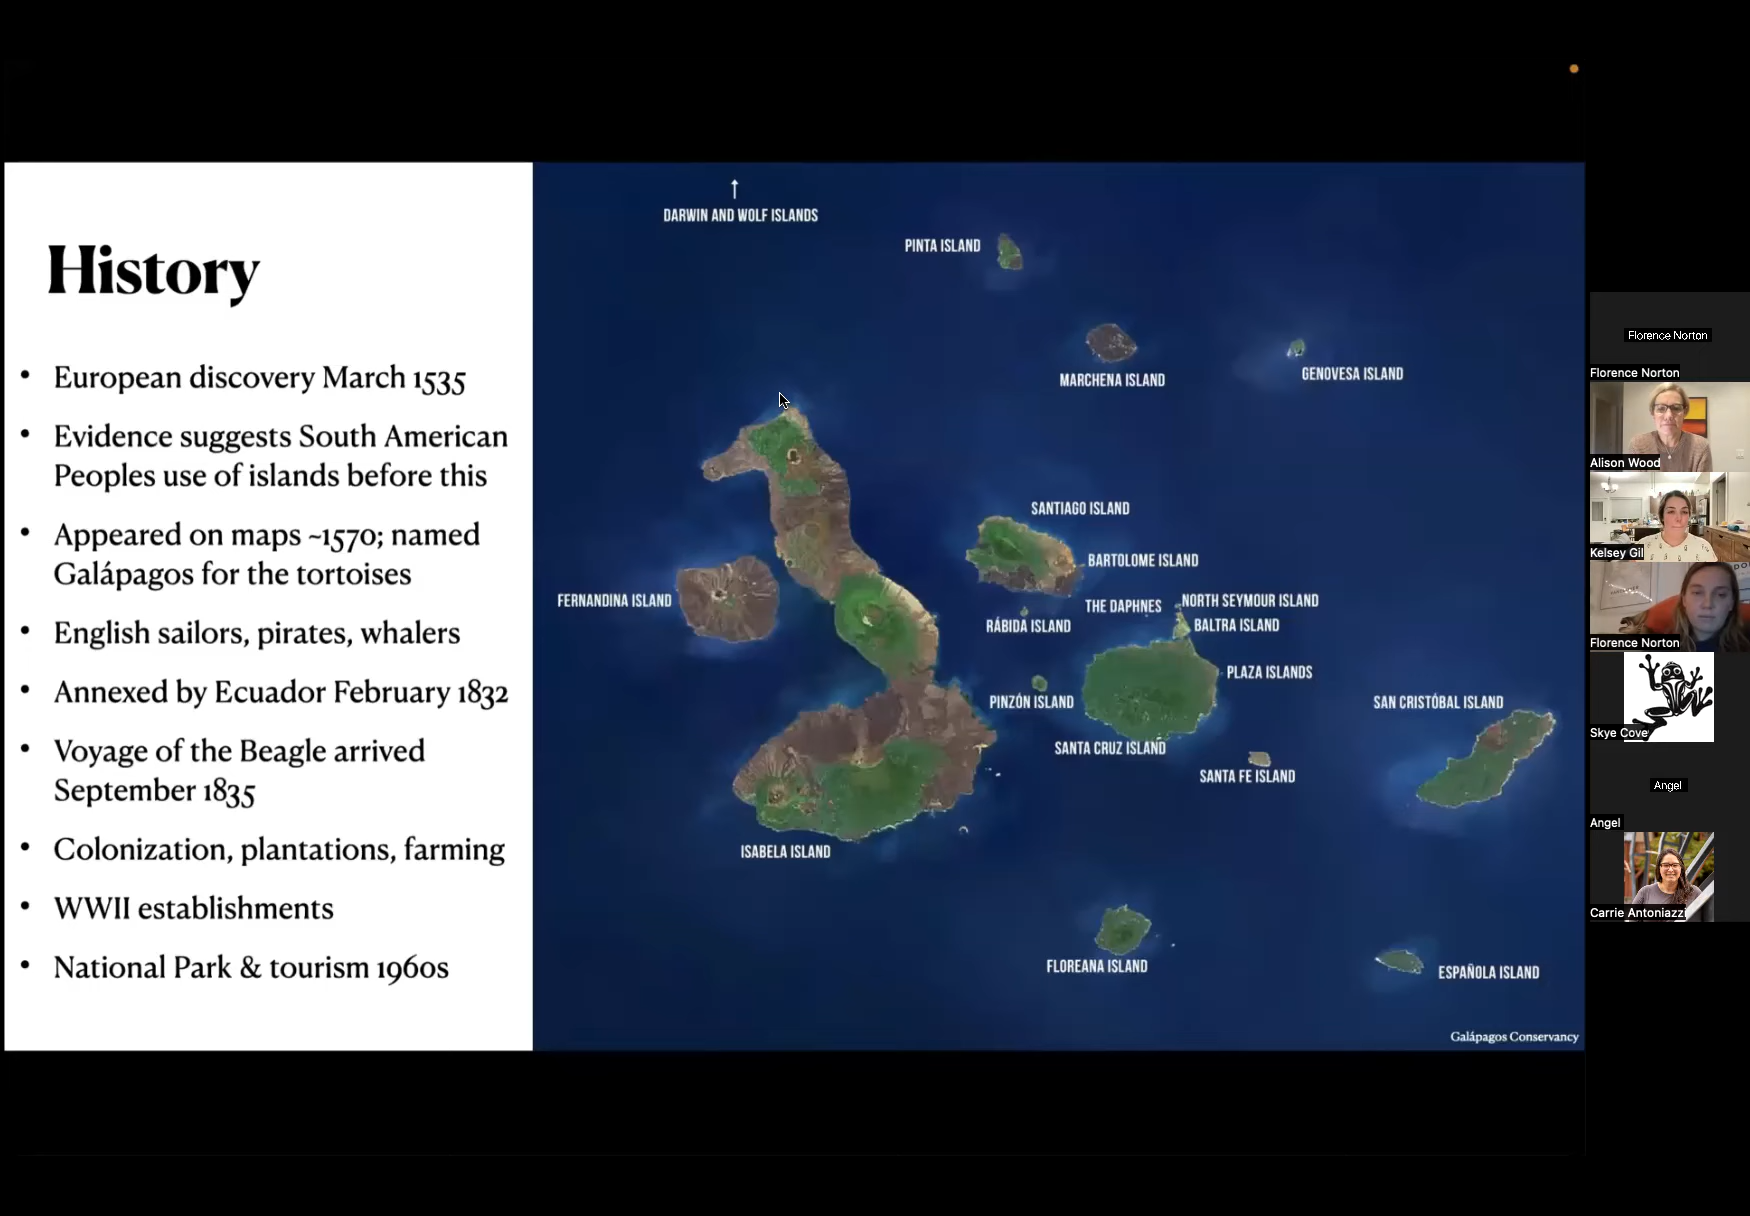 History
• European discovery March 1535
• Evidence suggests South American
Peoples use of islands before this
• Appeared on maps ~1570; named
Galápagos for the tortoises
• English sailors, pirates, whalers
• Annexed by Ecuador February 1832
• Voyage of the Beagle arrived
September 1835
• Colonization, plantations, farming
• WWII establishments
• National Park & tourism 1960s
↑
DARWIN AND WOLF ISLANDS
PINTA ISLAND
MARCHENA ISLAND
GENOVESA ISLAND
SANTIAGO ISLAND
BARTOLOME ISLAND
FERNANDINA ISLAND
THE DAPHNES
NORTH SEYMOUR ISLAND
RÁBIDA ISLAND
BALTRA ISLAND
PLAZA ISLANDS
PINZÓN ISLAND
SAN CRISTÓBAL ISLAND
SANTA CRUZ ISLAND
SANTA FE ISLAND
ISABELA ISLAND
FLOREANA ISLAND
ESPAÑOLA ISLAND
Galápagos Conservancy
Florence Norton
Florence Norton
Alison Wood
Kelsey Gil
Florence Norton
Skye Cove
Angel
Angel
Carrie Antoniazzi